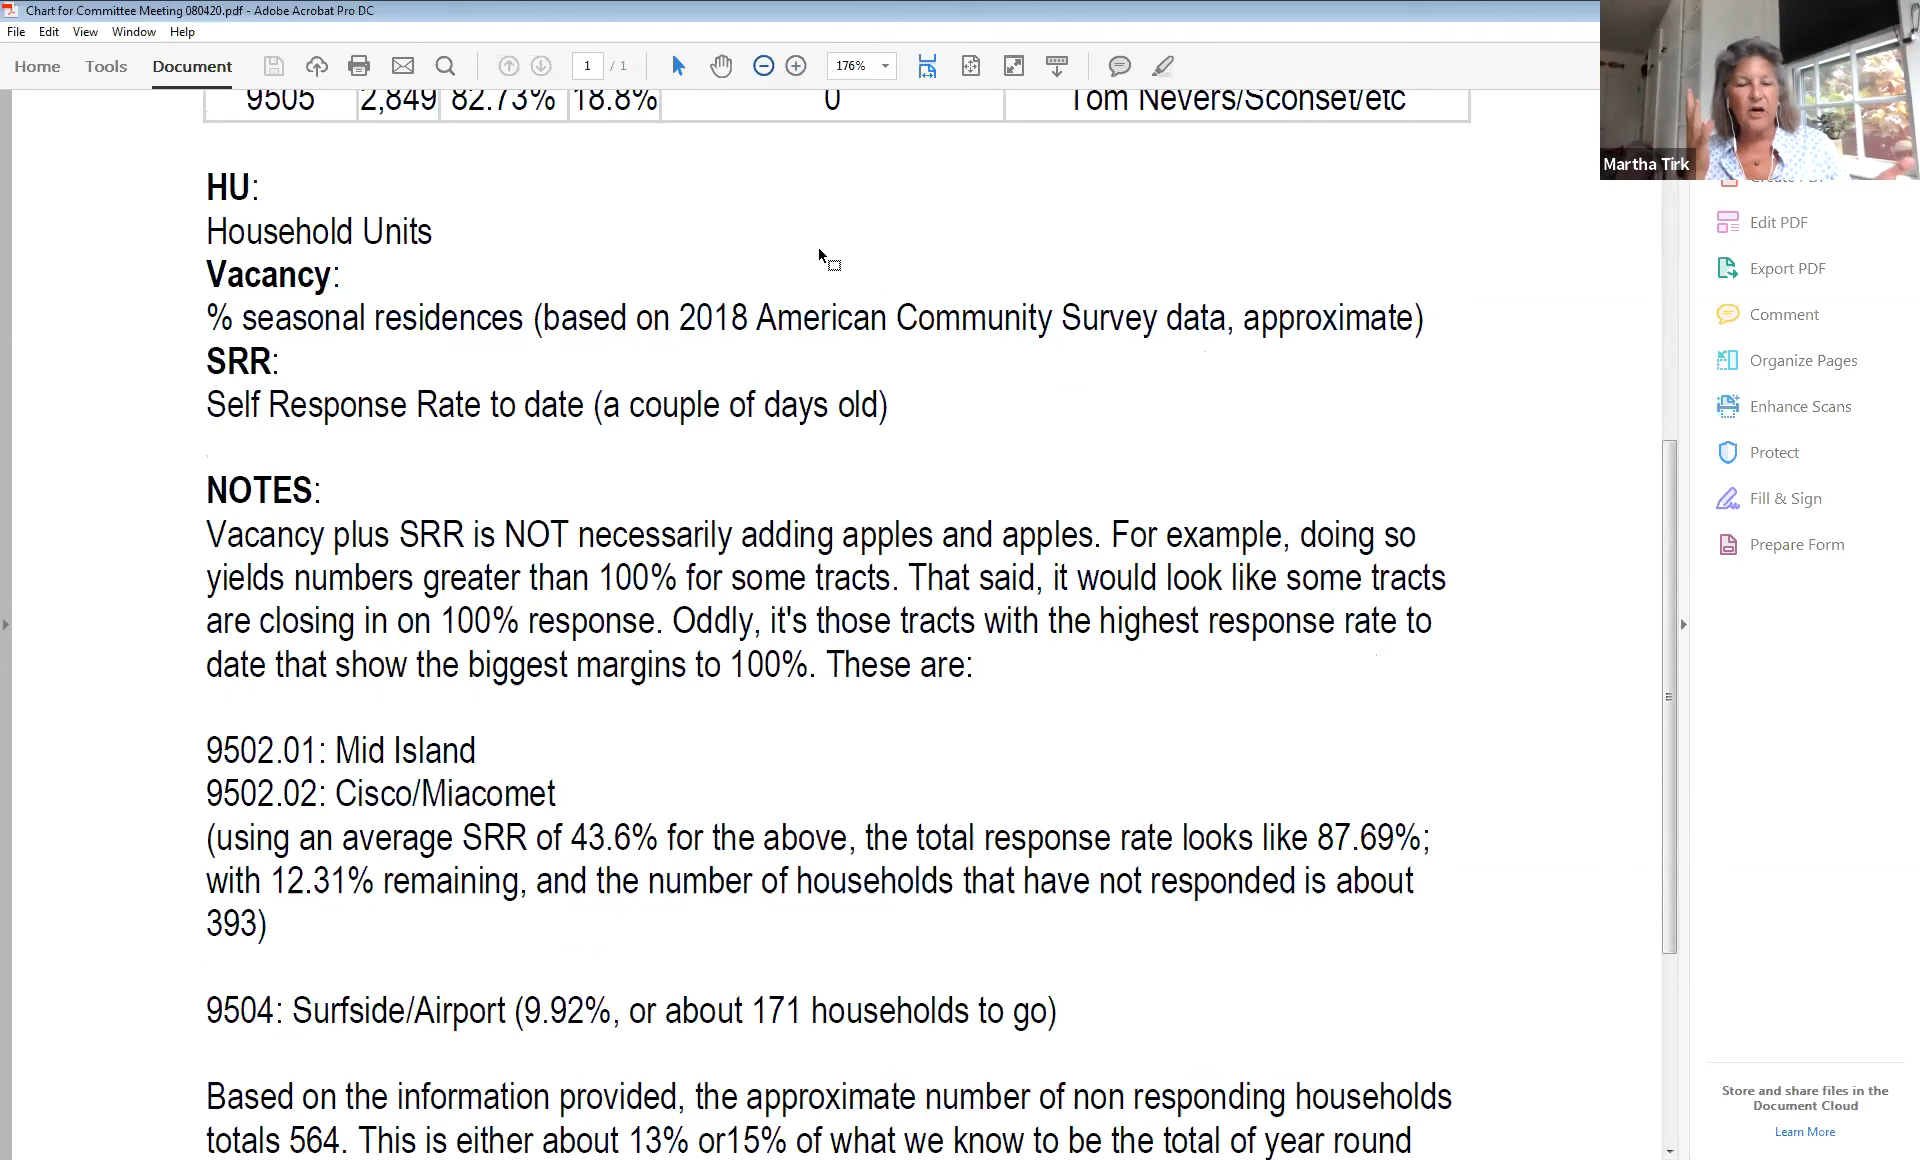 Chart for Committee Meeting 080420.pdf - Adobe Acrobat Pro DC
File Edit View Window Help
Home Tools Document 1 / 1 176%
9505 2,849 82.73% 18.8% 0 Tom Nevers/Sconset/etc
Martha Tirk
HU:
Household Units
Vacancy:
% seasonal residences (based on 2018 American Community Survey data, approximate)
SRR:
Self Response Rate to date (a couple of days old)
NOTES:
Vacancy plus SRR is NOT necessarily adding apples and apples. For example, doing so
yields numbers greater than 100% for some tracts. That said, it would look like some tracts
are closing in on 100% response. Oddly, it's those tracts with the highest response rate to
date that show the biggest margins to 100%. These are:
9502.01: Mid Island
9502.02: Cisco/Miacomet
(using an average SRR of 43.6% for the above, the total response rate looks like 87.69%;
with 12.31% remaining, and the number of households that have not responded is about
393)
9504: Surfside/Airport (9.92%, or about 171 households to go)
Based on the information provided, the approximate number of non responding households
totals 564. This is either about 13% or15% of what we know to be the total of year round
Create PDF
Edit PDF
Export PDF
Comment
Organize Pages
Enhance Scans
Protect
Fill & Sign
Prepare Form
Store and share files in the
Document Cloud
Learn More